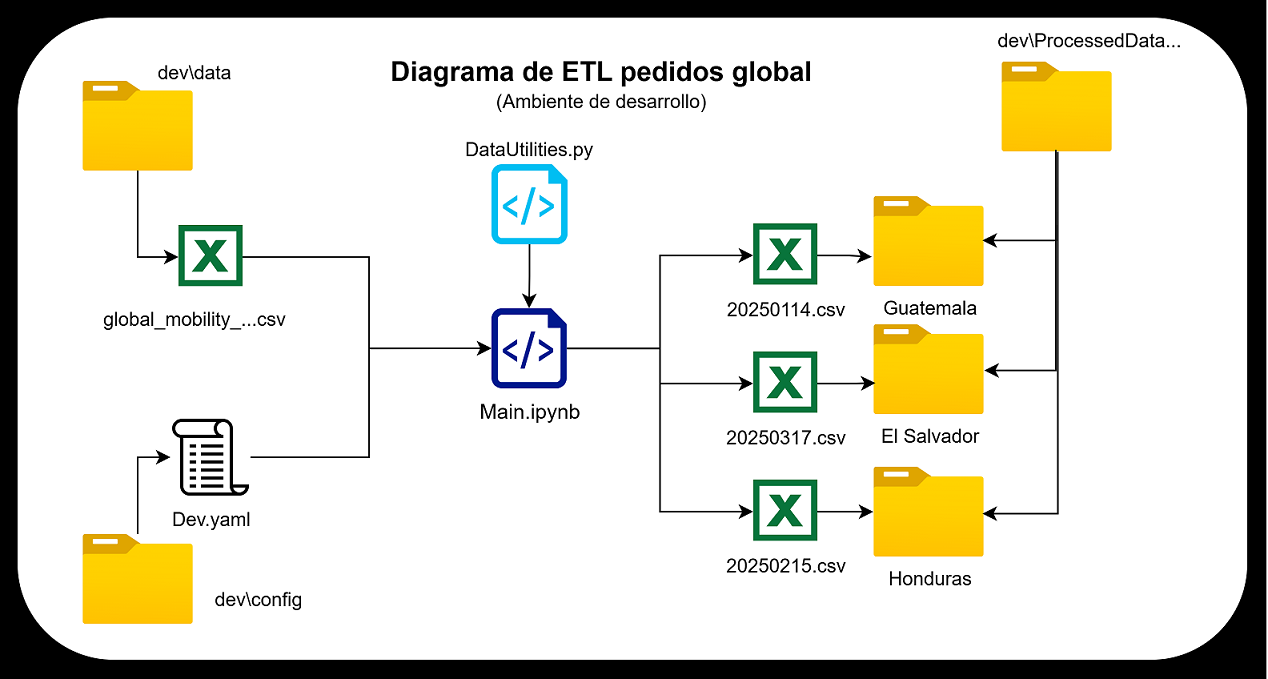 dev\ProcessedData...
dev\data
Diagrama de ETL pedidos global
(Ambiente de desarrollo)
DataUtilities.py
</>
global_mobility_...csv
</>
Main.ipynb
20250114.csv
Guatemala
20250317.csv
El Salvador
Dev.yaml
20250215.csv
Honduras
dev\config